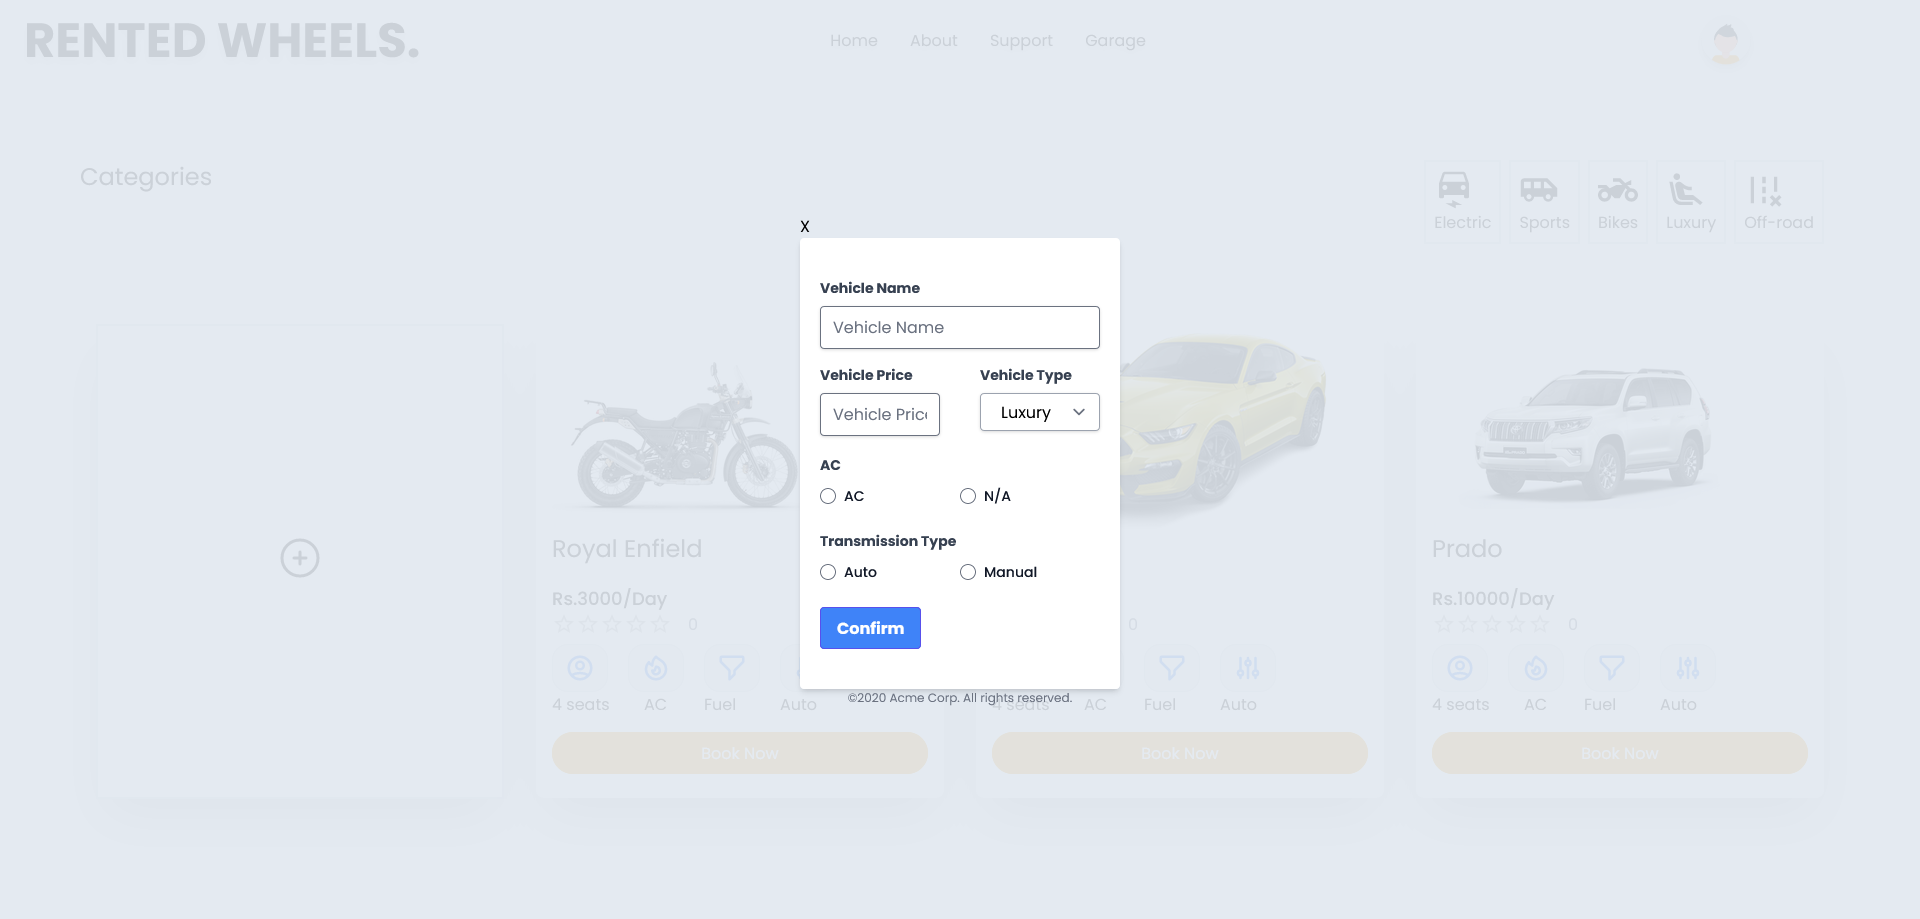 RENTED WHEELS.
Home About Support Garage
Categories
Electric Sports Bikes Luxury Off-road
X
Vehicle Name
Vehicle Name
Vehicle Price Vehicle Type
Vehicle Pric Luxury
AC
AC N/A
Transmission Type
Auto Manual
Confirm
©2020 Acme Corp. All rights reserved.
Royal Enfield
Rs.3000/Day
0
4 seats AC Fuel Auto
Book Now
0
4 seats AC Fuel Auto
Book Now
Prado
Rs.10000/Day
0
4 seats AC Fuel Auto
Book Now